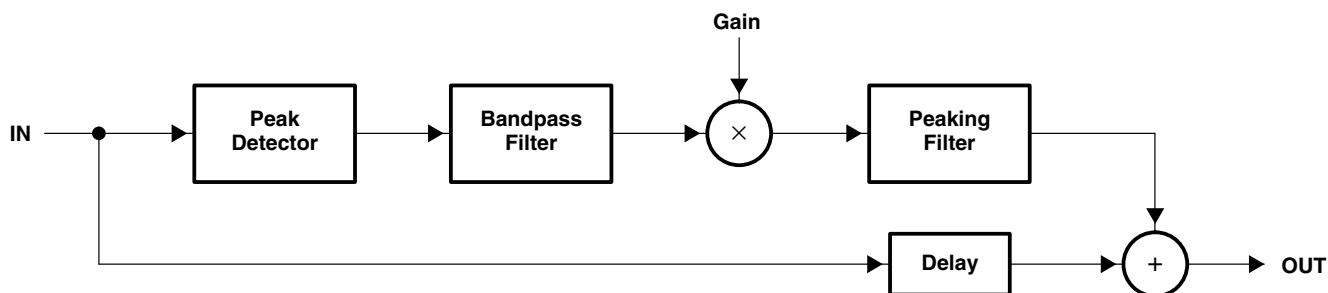 Gain
IN
Peak
Detector
Bandpass
Filter
×
Peaking
Filter
Delay
+
OUT